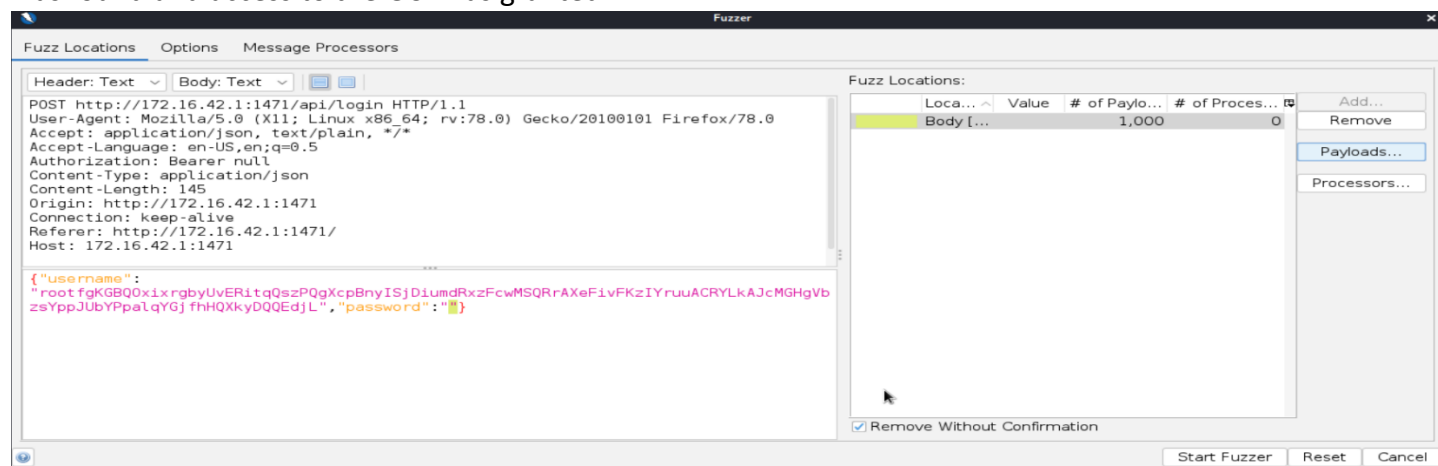 Fuzzer
Fuzz Locations Options Message Processors
Header: Text Body: Text
POST http://172.16.42.1:1471/api/login HTTP/1.1
User-Agent: Mozilla/5.0 (X11; Linux x86_64; rv:78.0) Gecko/20100101 Firefox/78.0
Accept: application/json, text/plain, */*
Accept-Language: en-US,en;q=0.5
Authorization: Bearer null
Content-Type: application/json
Content-Length: 145
Origin: http://172.16.42.1:1471
Connection: keep-alive
Referer: http://172.16.42.1:1471/
Host: 172.16.42.1:1471
{"username":
"rootfgKGBQOxixrgbyUvERitqQszPQgXcpBnyISjDiumdRxzFcwMSQRrAXeFivFKzIYruuACRYLkAJcMGHgVb
zsYppJUbYPpalqYGjfhHQXkyDQQEdjL","password":""}
Fuzz Locations:
Loca... Value # of Paylo... # of Proces...
Body [... 1,000 0
Add...
Remove
Payloads...
Processors...
Remove Without Confirmation
Start Fuzzer Reset Cancel